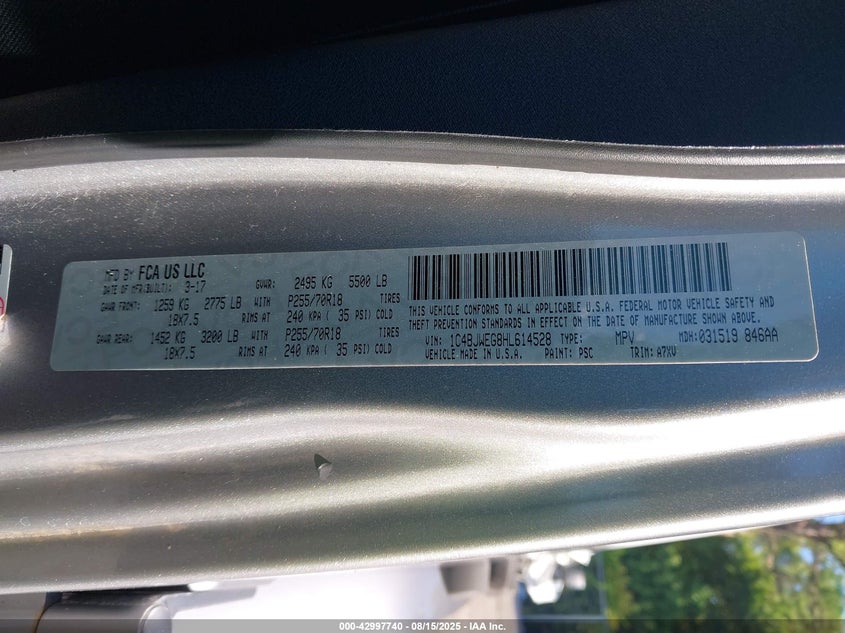 MFD BY FCA US LLC
DATE OF MFR(BUILT): 3-17 GVWR: 2495 KG 5500 LB
GAWR FRONT: 1259 KG 2775 LB WITH P255/70R18 TIRES
18X7.5 RIMS AT 240 KPA ( 35 PSI) COLD
GAWR REAR: 1452 KG 3200 LB WITH P255/70R18 TIRES
18X7.5 RIMS AT 240 KPA ( 35 PSI) COLD
THIS VEHICLE CONFORMS TO ALL APPLICABLE U.S.A. FEDERAL MOTOR VEHICLE SAFETY AND
THEFT PREVENTION STANDARDS IN EFFECT ON THE DATE OF MANUFACTURE SHOWN ABOVE.
VIN: 1C4BJWEG8HL614528 TYPE: MPV MDH: 031519 846AA
VEHICLE MADE IN U.S.A. PAINT: PSC TRIM: A7XV
000-42997740 - 08/15/2025 - IAA Inc.